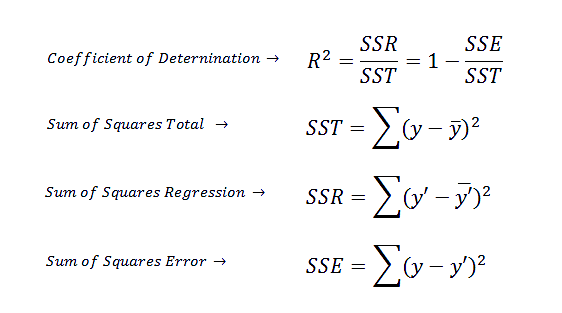 Coefficient of Deternination → R² = SSR/SST = 1 − SSE/SST
Sum of Squares Total → SST = ∑(y − ȳ)²
Sum of Squares Regression → SSR = ∑(y′ − y̅′̅)²
Sum of Squares Error → SSE = ∑(y − y′)²